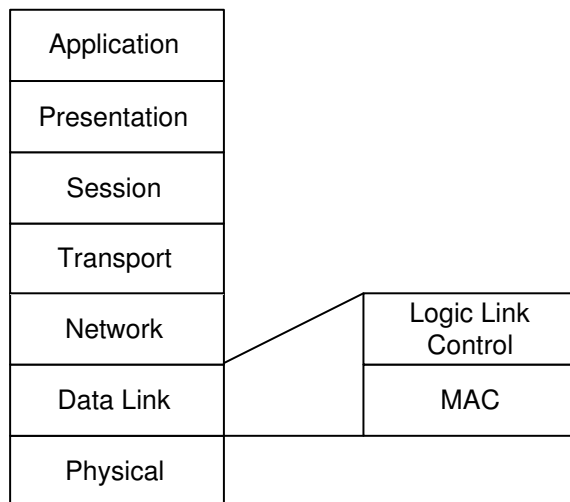 Application
Presentation
Session
Transport
Network
Data Link
Physical
Logic Link
Control
MAC